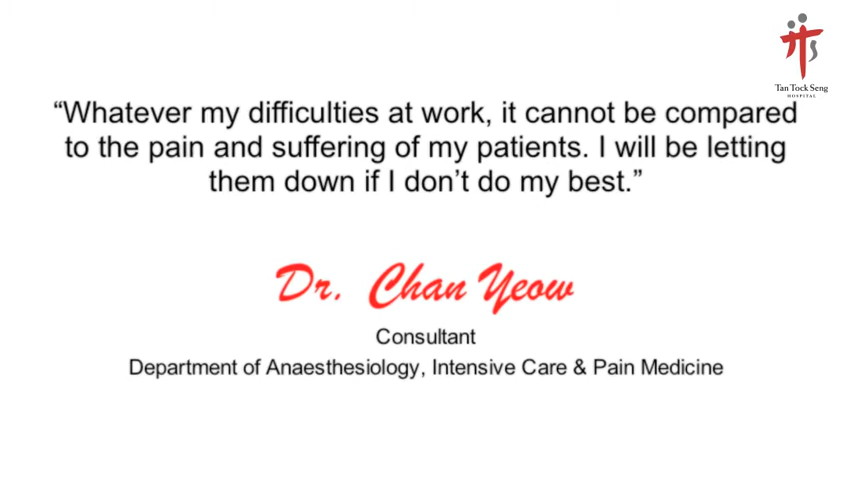 Tan Tock Seng
HOSPITAL
“Whatever my difficulties at work, it cannot be compared
to the pain and suffering of my patients. I will be letting
them down if I don’t do my best.”
Dr. Chan Yeow
Consultant
Department of Anaesthesiology, Intensive Care & Pain Medicine